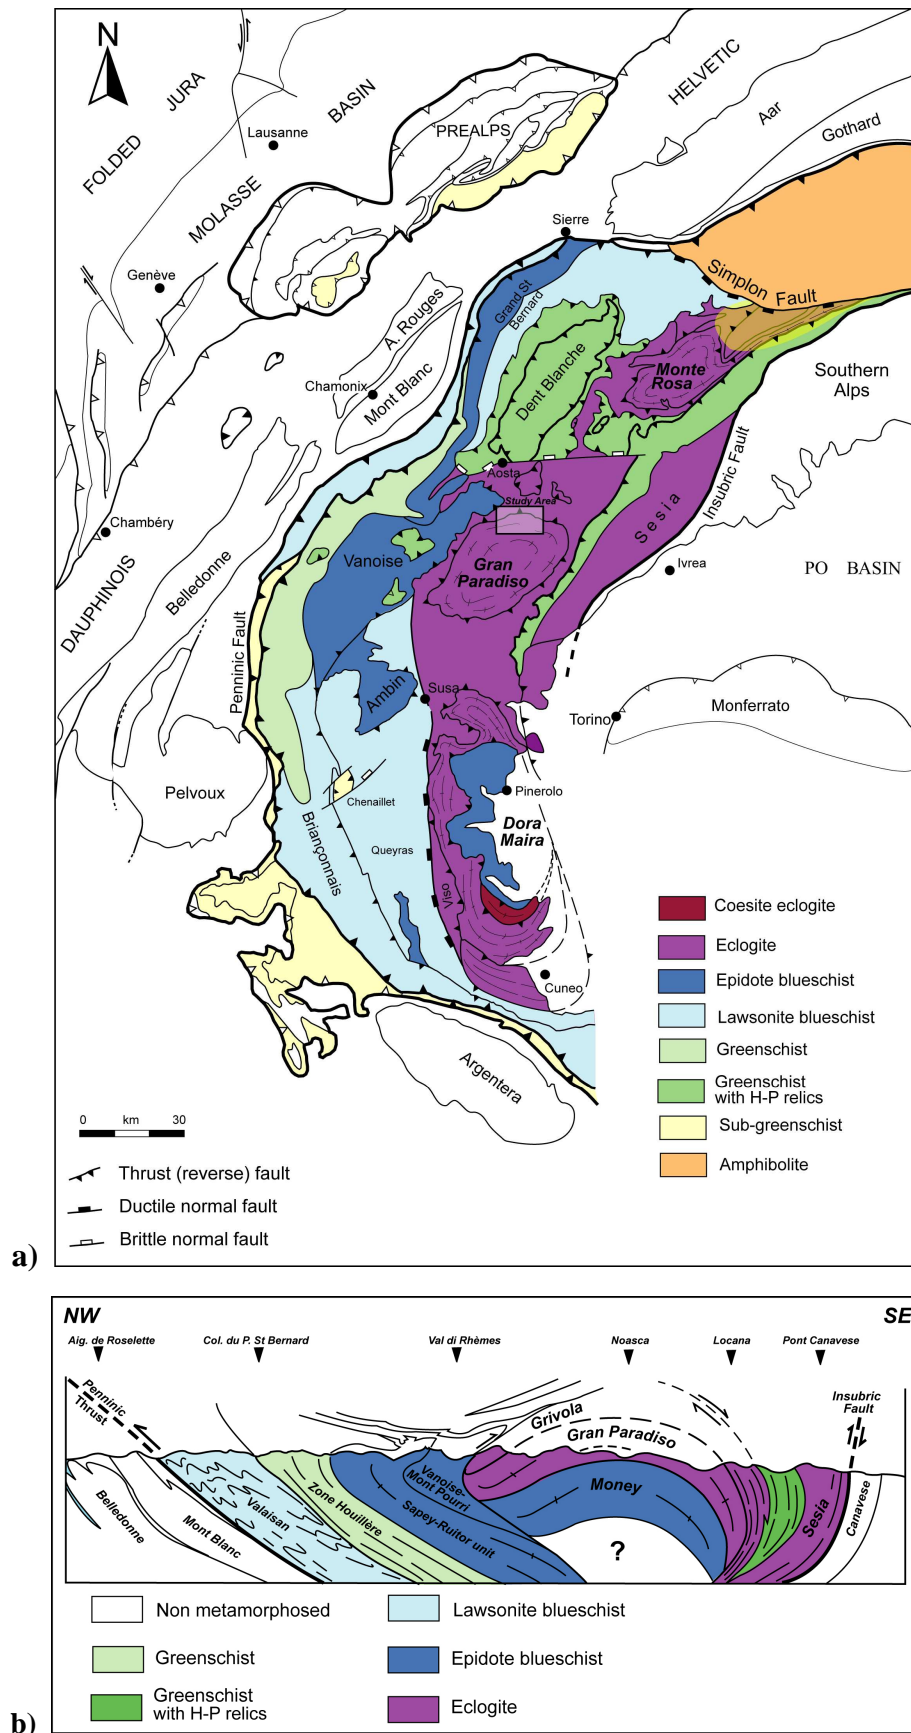 N
FOLDED
JURA
BASIN
Lausanne
MOLASSE
PREALPS
HELVETIC
Aar
Gothard
Genève
Sierre
Simplon
Fault
A. Rouges
Mont Blanc
Chamonix
Grand St
Bernard
Dent Blanche
Monte
Rosa
Southern
Alps
Insubric Fault
Aosta
Study Area
Sesia
Chambéry
DAUPHINOIS
Belledonne
Vanoise
Gran
Paradiso
Ivrea
PO BASIN
Penninic Fault
Ambin
Susa
Torino
Monferrato
Pelvoux
Chenaillet
Pinerolo
Briançonnais
Queyras
Dora
Maira
Viso
Cuneo
Argentera
Coesite eclogite
Eclogite
Epidote blueschist
Lawsonite blueschist
Greenschist
Greenschist
with H-P relics
Sub-greenschist
Amphibolite
0 km 30
Thrust (reverse) fault
Ductile normal fault
Brittle normal fault
a)
NW
SE
Aig. de Roselette
Col. du P. St Bernard
Val di Rhèmes
Noasca
Locana
Pont Canavese
Penninic
Thrust
Insubric
Fault
Grivola
Gran Paradiso
Vanoise-
Mont Pourri
Money
Belledonne
Mont Blanc
Valaisan
Zone Houillère
Sapey-Ruitor unit
?
Sesia
Canavese
Non metamorphosed
Lawsonite blueschist
Greenschist
Epidote blueschist
Greenschist
with H-P relics
Eclogite
b)